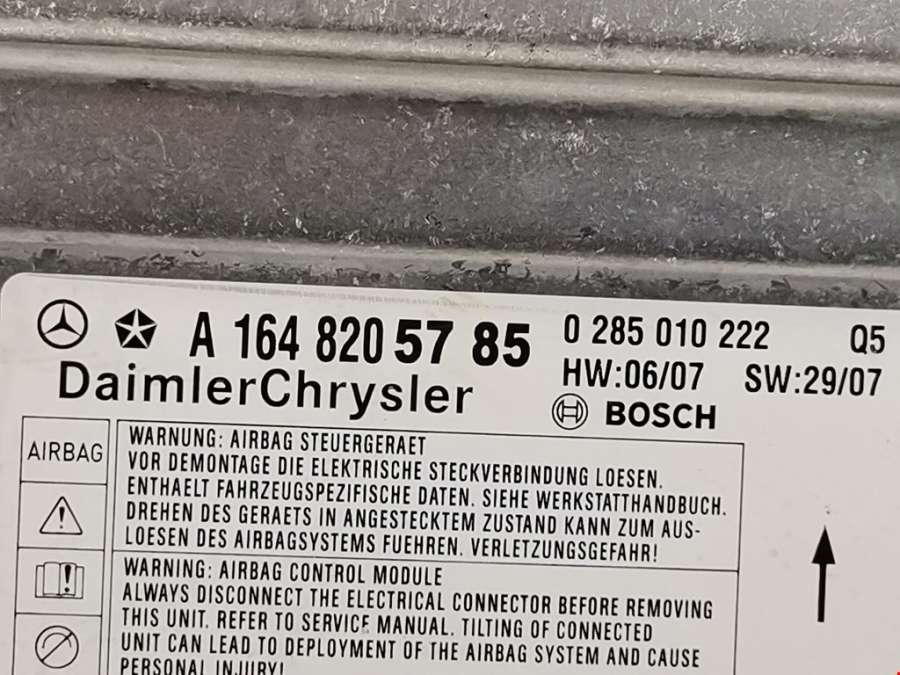 A 164 820 57 85
DaimlerChrysler
0 285 010 222 Q5
HW:06/07 SW:29/07
BOSCH
AIRBAG
WARNUNG: AIRBAG STEUERGERAET
VOR DEMONTAGE DIE ELEKTRISCHE STECKVERBINDUNG LOESEN.
ENTHAELT FAHRZEUGSPEZIFISCHE DATEN. SIEHE WERKSTATTHANDBUCH.
DREHEN DES GERAETS IN ANGESTECKTEM ZUSTAND KANN ZUM AUS-
LOESEN DES AIRBAGSYSTEMS FUEHREN. VERLETZUNGSGEFAHR!
WARNING: AIRBAG CONTROL MODULE
ALWAYS DISCONNECT THE ELECTRICAL CONNECTOR BEFORE REMOVING
THIS UNIT. REFER TO SERVICE MANUAL. TILTING OF CONNECTED
UNIT CAN LEAD TO DEPLOYMENT OF THE AIRBAG SYSTEM AND CAUSE
PERSONAL INJURY!